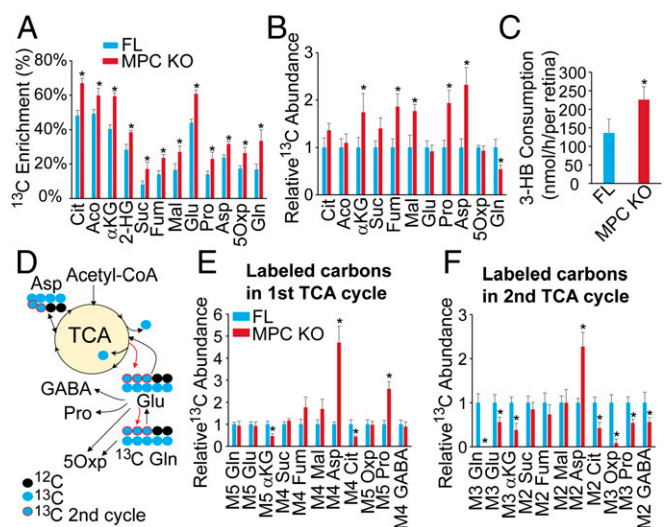 A
FL
MPC KO
¹³C Enrichment (%)
80%
60%
40%
20%
0%
* * * * * * * * * * * *
Cit Aco αKG 2-HG Suc Fum Mal Glu Pro Asp 5Oxp Gln
B
Relative ¹³C Abundance
3
2
1
0
* * * * * *
Cit Aco αKG Suc Fum Mal Glu Pro Asp 5Oxp Gln
C
3-HB Consumption
(nmol/h/per retina)
300
250
200
150
100
50
0
*
FL
MPC KO
D
Acetyl-CoA
Asp
TCA
GABA
Glu
Pro
5Oxp
¹³C Gln
¹²C
¹³C
¹³C 2nd cycle
E
Labeled carbons
in 1st TCA cycle
FL
MPC KO
Relative¹³C Abundance
6
5
4
3
2
1
0
* * * *
M5 Gln M5 Glu M5 αKG M4 Suc M4 Fum M4 Mal M4 Asp M4 Cit M5 Oxp M5 Pro M4 GABA
F
Labeled carbons
in 2nd TCA cycle
Relative¹³C Abundance
3
2
1
0
* * * * * * * *
M3 Gln M3 Glu M3 αKG M2 Suc M2 Fum M2 Mal M2 Asp M2 Cit M3 Oxp M3 Pro M2 GABA